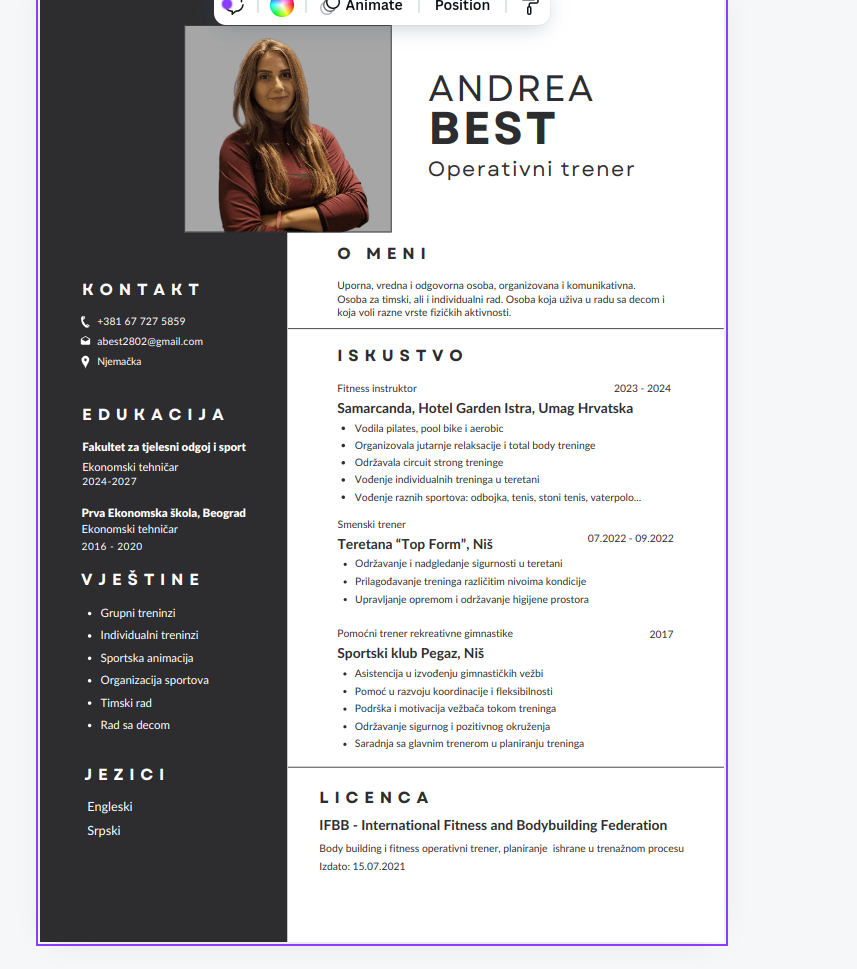 Animate
Position
ANDREA
BEST
Operativni trener
KONTAKT
+381 67 727 5859
abest2802@gmail.com
Njemačka
EDUKACIJA
Fakultet za tjelesni odgoj i sport
Ekonomski tehničar
2024-2027
Prva Ekonomska škola, Beograd
Ekonomski tehničar
2016 - 2020
VJEŠTINE
• Grupni treninzi
• Individualni treninzi
• Sportska animacija
• Organizacija sportova
• Timski rad
• Rad sa decom
JEZICI
Engleski
Srpski
O MENI
Uporna, vredna i odgovorna osoba, organizovana i komunikativna.
Osoba za timski, ali i individualni rad. Osoba koja uživa u radu sa decom i
koja voli razne vrste fizičkih aktivnosti.
ISKUSTVO
Fitness instruktor 2023 - 2024
Samarcanda, Hotel Garden Istra, Umag Hrvatska
• Vodila pilates, pool bike i aerobic
• Organizovala jutarnje relaksacije i total body treninge
• Održavala circuit strong treninge
• Vođenje individualnih treninga u teretani
• Vođenje raznih sportova: odbojka, tenis, stoni tenis, vaterpolo...
Smenski trener
07.2022 - 09.2022
Teretana “Top Form”, Niš
• Održavanje i nadgledanje sigurnosti u teretani
• Prilagođavanje treninga različitim nivoima kondicije
• Upravljanje opremom i održavanje higijene prostora
Pomoćni trener rekreativne gimnastike 2017
Sportski klub Pegaz, Niš
• Asistencija u izvođenju gimnastičkih vežbi
• Pomoć u razvoju koordinacije i fleksibilnosti
• Podrška i motivacija vežbača tokom treninga
• Održavanje sigurnog i pozitivnog okruženja
• Saradnja sa glavnim trenerom u planiranju treninga
LICENCA
IFBB - International Fitness and Bodybuilding Federation
Body building i fitness operativni trener, planiranje ishrane u trenažnom procesu
Izdato: 15.07.2021